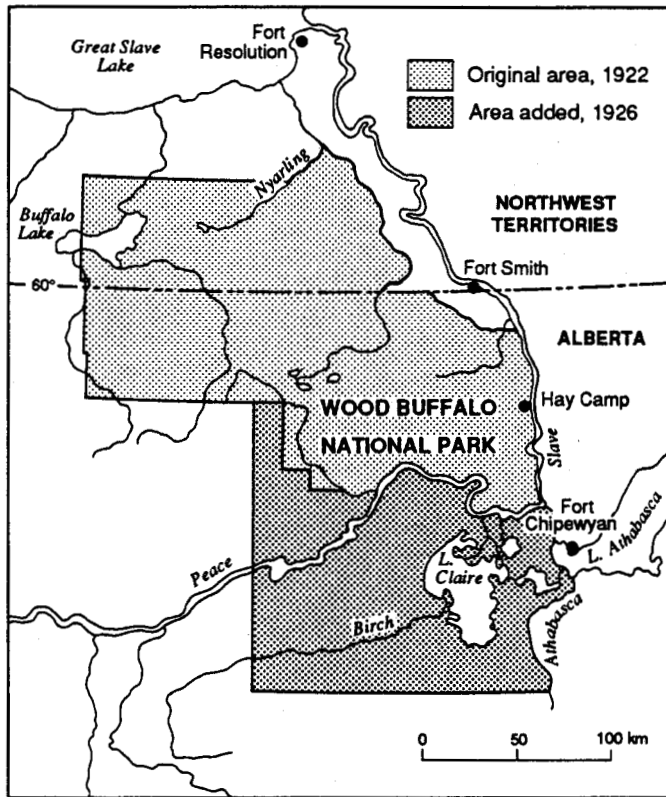 Great Slave
Lake
Fort
Resolution
Original area, 1922
Area added, 1926
Nyarling
Buffalo
Lake
NORTHWEST
TERRITORIES
60°
Fort Smith
ALBERTA
WOOD BUFFALO
NATIONAL PARK
Hay Camp
Slave
Fort
Chipewyan
L. Athabasca
L.
Claire
Peace
Birch
Athabasca
0 50 100 km